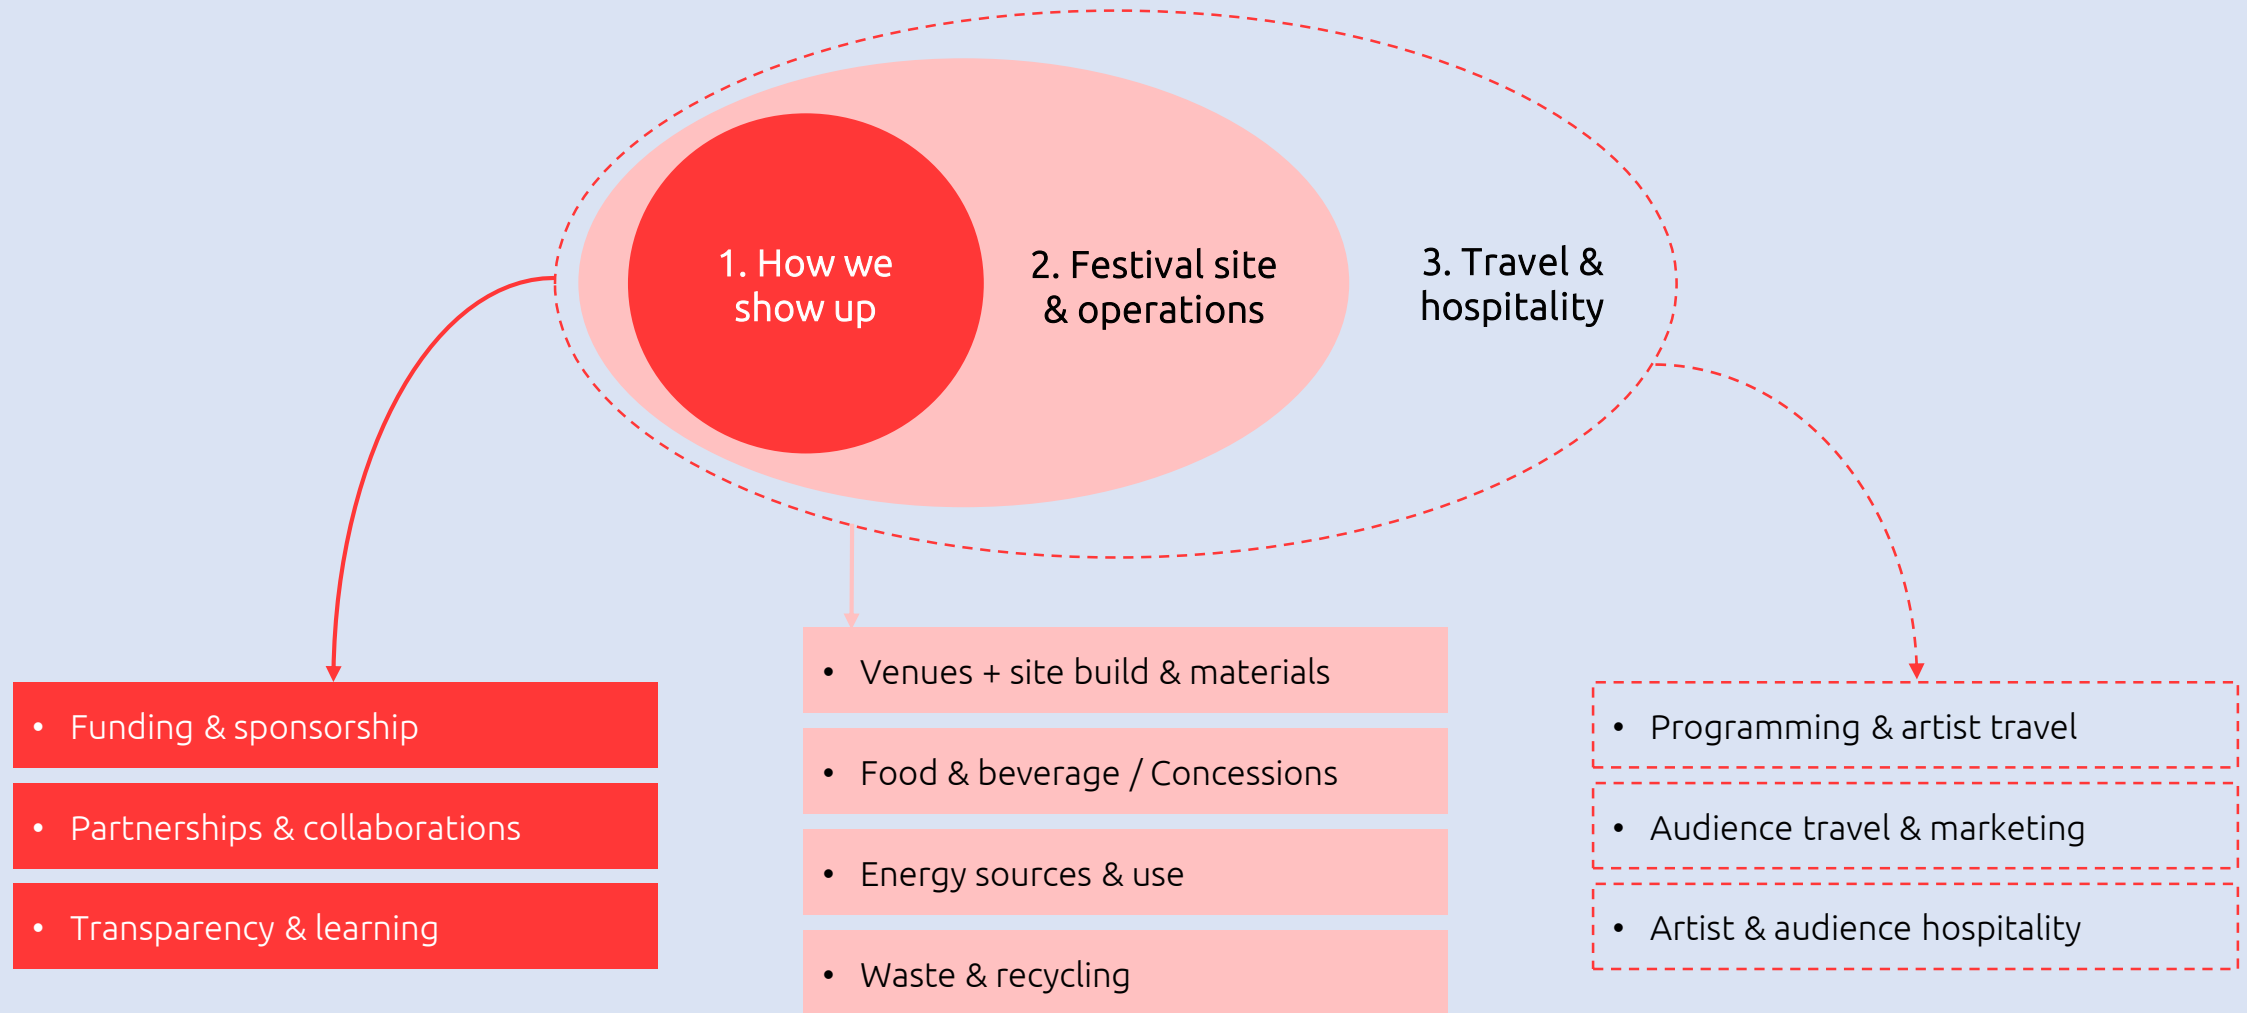 1. How we
show up
2. Festival site
& operations
3. Travel &
hospitality
• Funding & sponsorship
• Partnerships & collaborations
• Transparency & learning
• Venues + site build & materials
• Food & beverage / Concessions
• Energy sources & use
• Waste & recycling
• Programming & artist travel
• Audience travel & marketing
• Artist & audience hospitality